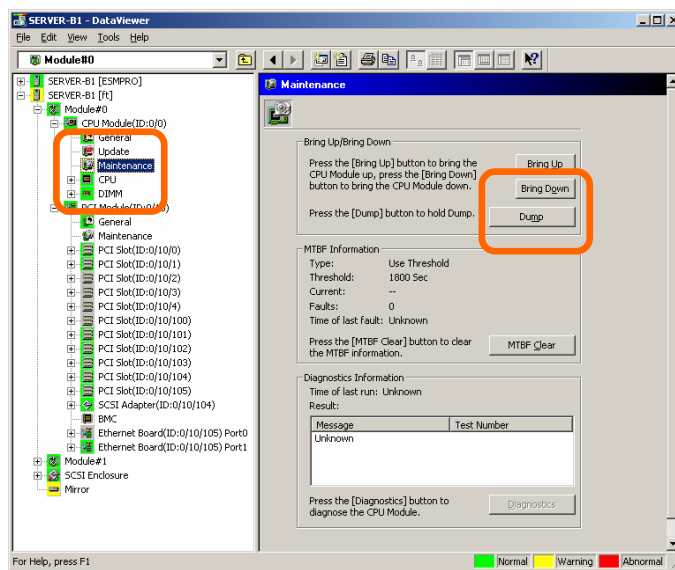 SERVER-B1 - DataViewer
File Edit View Tools Help
Module#0
SERVER-B1 [ESMPRO]
SERVER-B1 [ft]
Module#0
CPU Module(ID:0/0)
General
Update
Maintenance
CPU
DIMM
PCI Module(ID:0/10)
General
Maintenance
PCI Slot(ID:0/10/0)
PCI Slot(ID:0/10/1)
PCI Slot(ID:0/10/2)
PCI Slot(ID:0/10/3)
PCI Slot(ID:0/10/4)
PCI Slot(ID:0/10/100)
PCI Slot(ID:0/10/101)
PCI Slot(ID:0/10/102)
PCI Slot(ID:0/10/103)
PCI Slot(ID:0/10/104)
PCI Slot(ID:0/10/105)
SCSI Adapter(ID:0/10/104)
BMC
Ethernet Board(ID:0/10/105) Port0
Ethernet Board(ID:0/10/105) Port1
Module#1
SCSI Enclosure
Mirror
Maintenance
Bring Up/Bring Down
Press the [Bring Up] button to bring the
CPU Module up, press the [Bring Down]
button to bring the CPU Module down.
Bring Up
Bring Down
Press the [Dump] button to hold Dump.
Dump
MTBF Information
Type: Use Threshold
Threshold: 1800 Sec
Current: --
Faults: 0
Time of last fault: Unknown
Press the [MTBF Clear] button to clear
the MTBF information.
MTBF Clear
Diagnostics Information
Time of last run: Unknown
Result:
Message Test Number
Unknown
Press the [Diagnostics] button to
diagnose the CPU Module.
Diagnostics
For Help, press F1
Normal Warning Abnormal